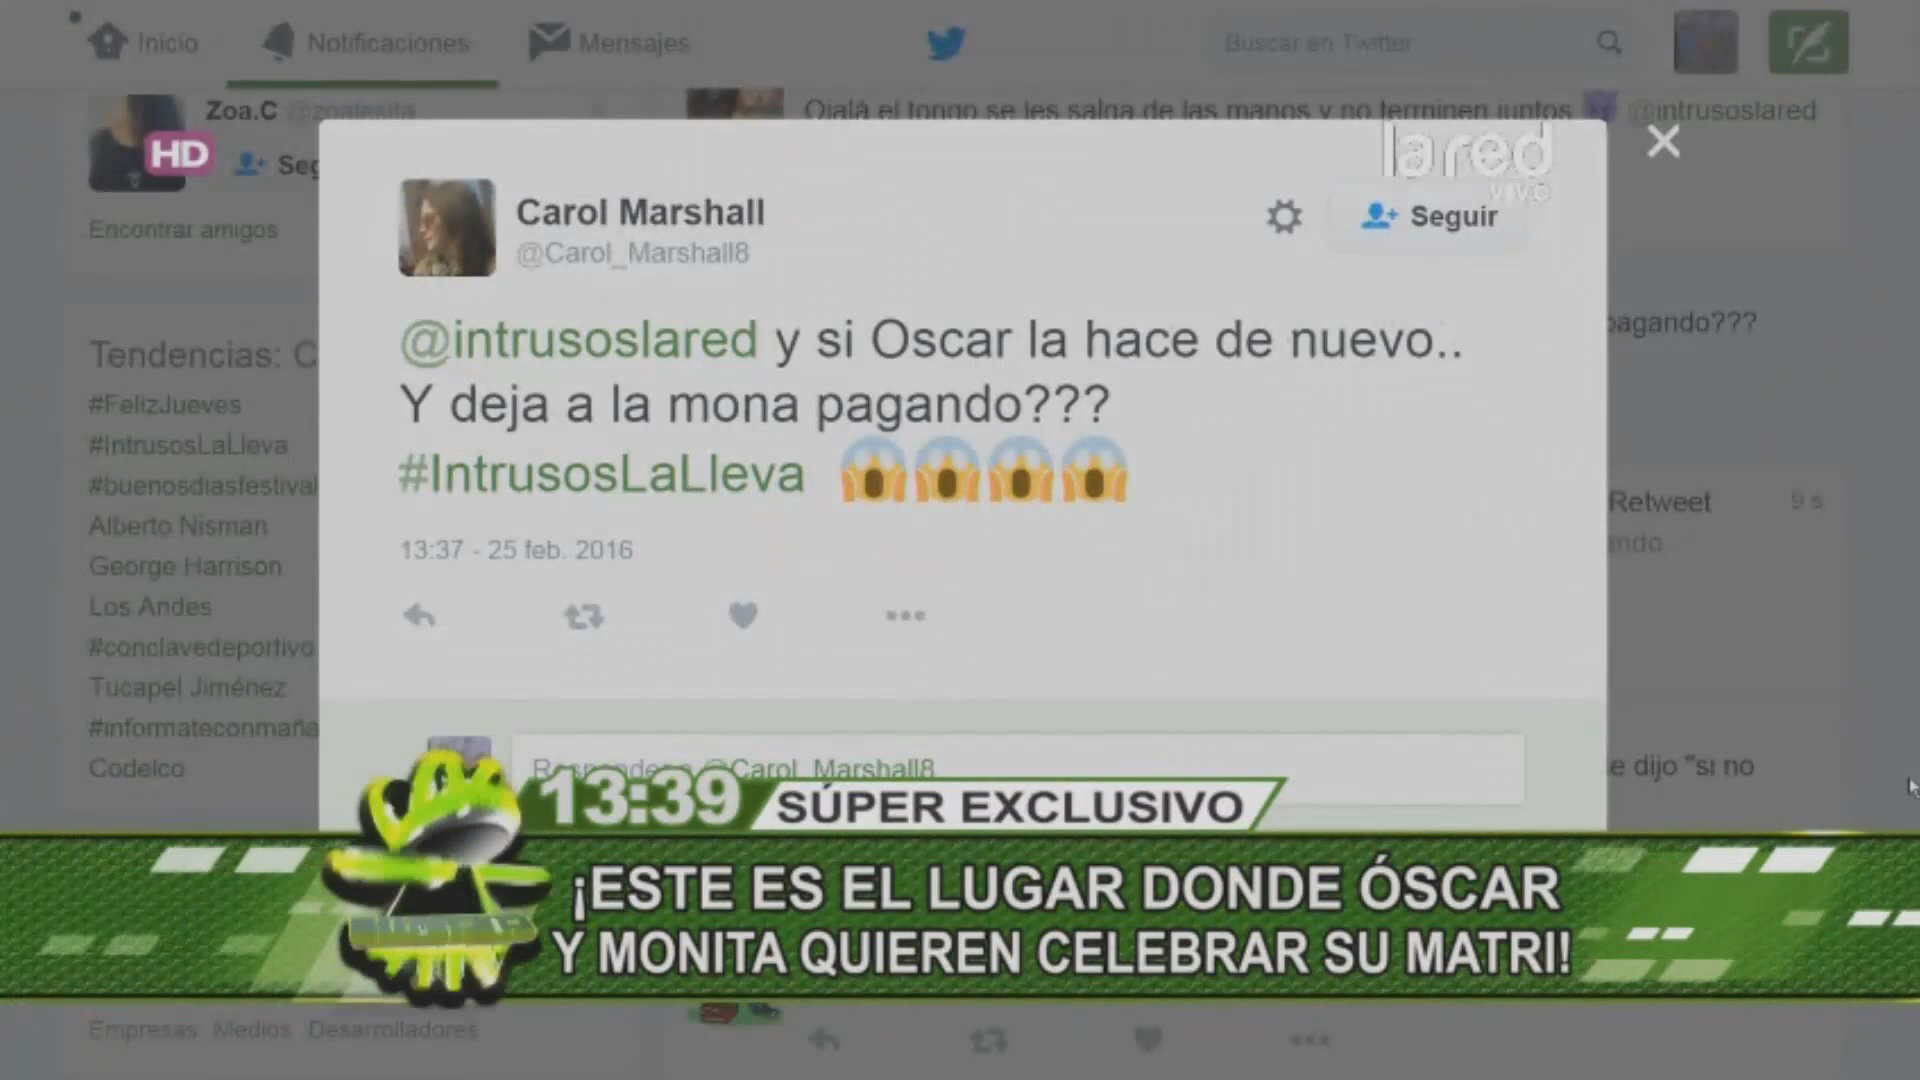 Inicio
Notificaciones
Mensajes
Buscar en Twitter
Zoa.C
Ojalá el tongo se les salga de las manos y no terminen juntos @intrusoslared
HD
la red
VIVO
Encontrar amigos
Carol Marshall
@Carol_Marshall8
Seguir
@intrusoslared y si Oscar la hace de nuevo..
Y deja a la mona pagando???
#IntrusosLaLleva
13:37 - 25 feb. 2016
pagando???
Retweet
9 s
Tendencias: C
#FelizJueves
#IntrusosLaLleva
#buenosdiasfestival
Alberto Nisman
George Harrison
Los Andes
#conclavedeportivo
Tucapel Jiménez
#informateconmaña
Codelco
Responder a @Carol_Marshall8
e dijo "si no
13:39
SÚPER EXCLUSIVO
¡ESTE ES EL LUGAR DONDE ÓSCAR
Y MONITA QUIEREN CELEBRAR SU MATRI!
Empresas Medios Desarrolladores